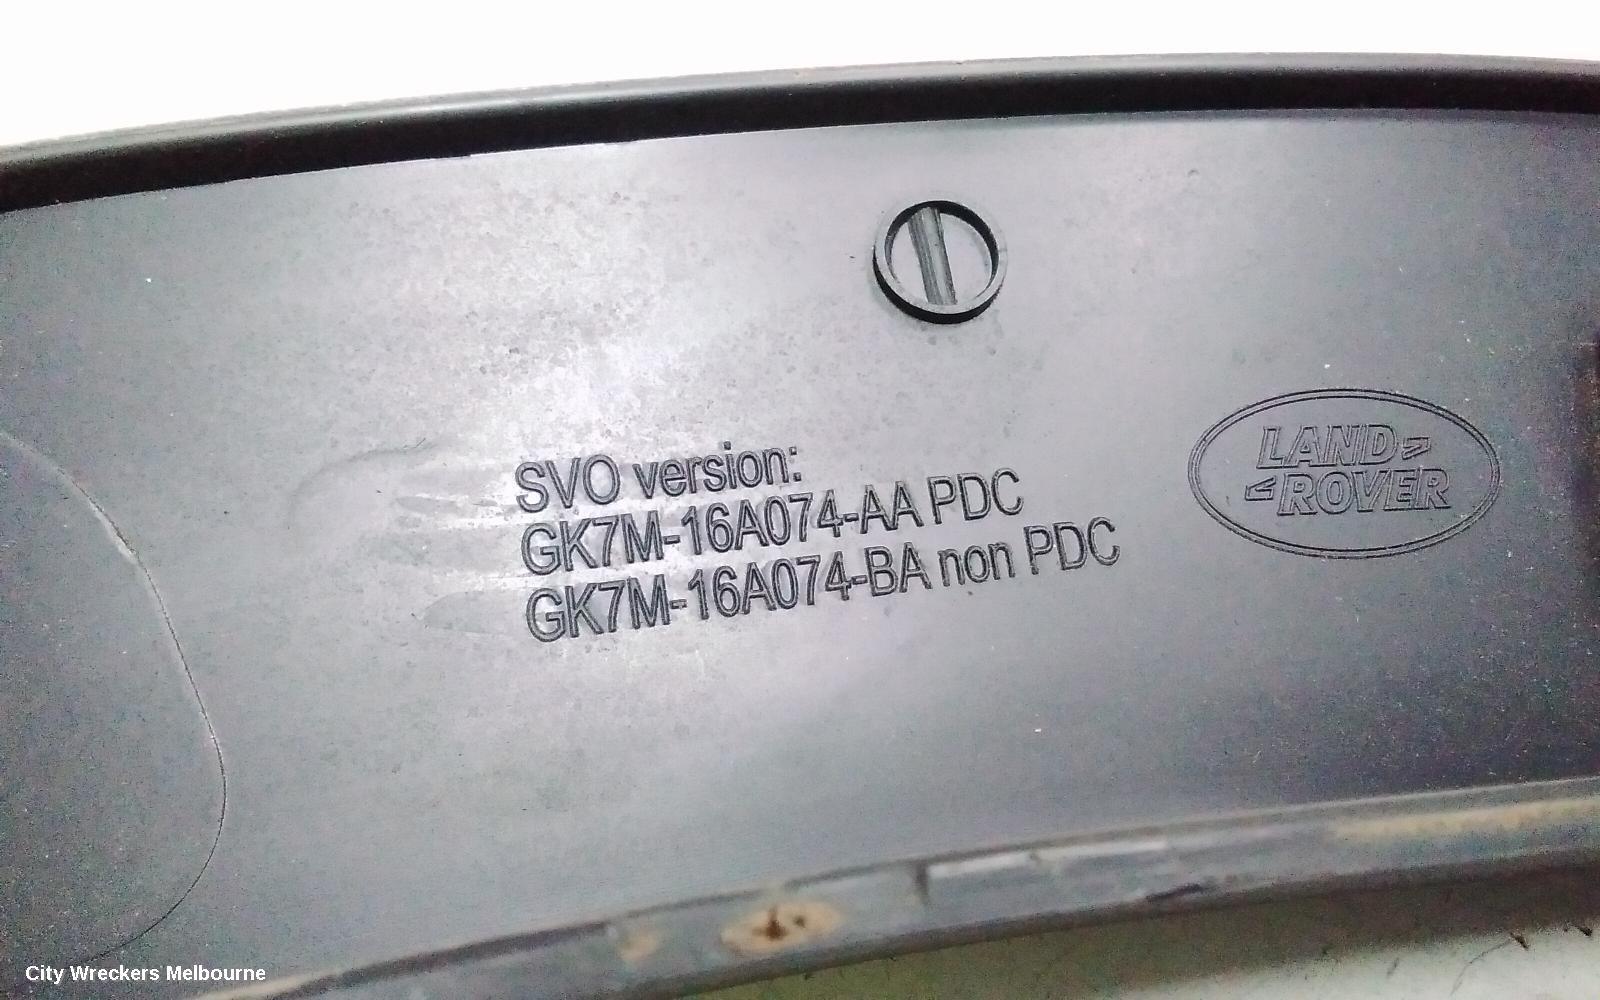 SVO version:
GK7M-16A074-AA PDC
GK7M-16A074-BA non PDC
LAND
ROVER
City Wreckers Melbourne